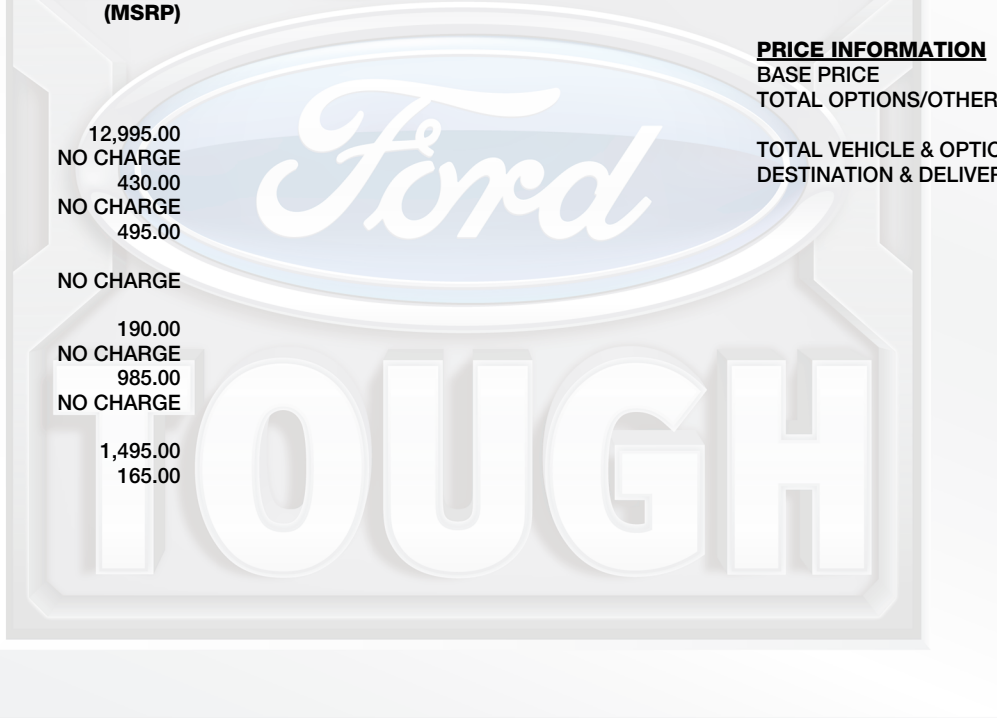 (MSRP)
12,995.00
NO CHARGE
430.00
NO CHARGE
495.00
NO CHARGE
190.00
NO CHARGE
985.00
NO CHARGE
1,495.00
165.00
PRICE INFORMATION
BASE PRICE
TOTAL OPTIONS/OTHER
TOTAL VEHICLE &
DESTINATION &
Ford
TOUGH